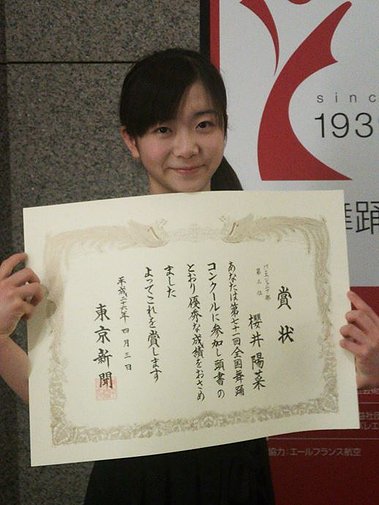 賞状
バレエジュニア部
第三位
櫻井陽菜
あなたは第七十一回全国舞踊
コンクールに参加し頭書の
とおり優秀な成績をおさめ
ました
よってこれを賞します
平成二十六年四月三日
東京新聞
sinc
193
舞踊
協力:エールフランス航空